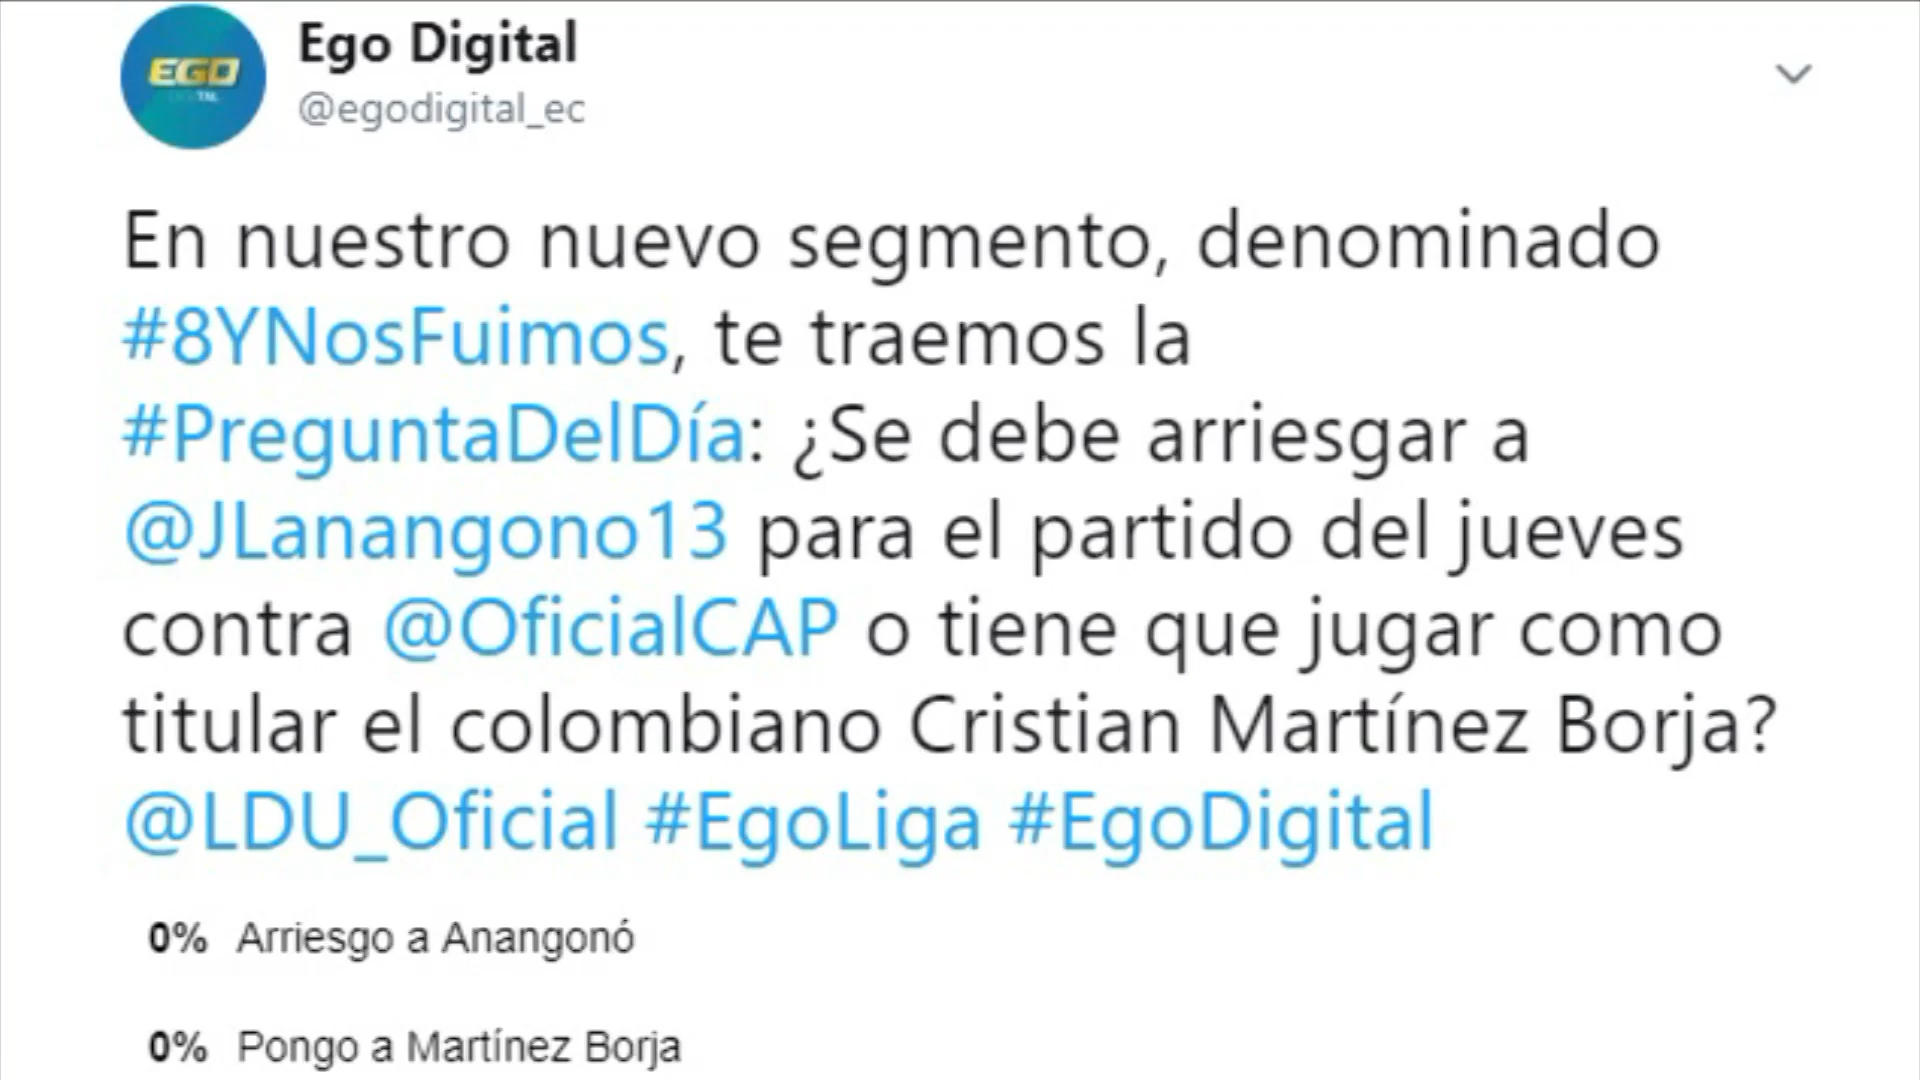 EGO
Ego Digital
@egodigital_ec
En nuestro nuevo segmento, denominado
#8YNosFuimos, te traemos la
#PreguntaDelDía: ¿Se debe arriesgar a
@JLanangono13 para el partido del jueves
contra @OficialCAP o tiene que jugar como
titular el colombiano Cristian Martínez Borja?
@LDU_Oficial #EgoLiga #EgoDigital
0% Arriesgo a Anangonó
0% Pongo a Martínez Borja